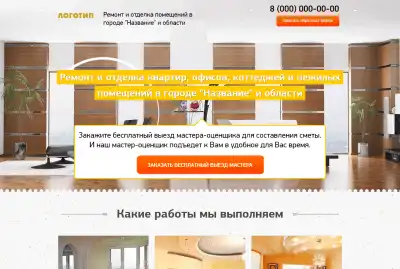 ЛОГОТИП
Ремонт и отделка помещений в
городе "Название" и области
8 (000) 000-00-00
Заказать обратный звонок
Ремонт и отделка квартир, офисов, коттеджей и нежилых
помещений в городе "Название" и области
Закажите бесплатный выезд мастера-оценщика для составления сметы.
И наш мастер-оценщик подъедет к Вам в удобное для Вас время.
ЗАКАЗАТЬ БЕСПЛАТНЫЙ ВЫЕЗД МАСТЕРА
Какие работы мы выполняем